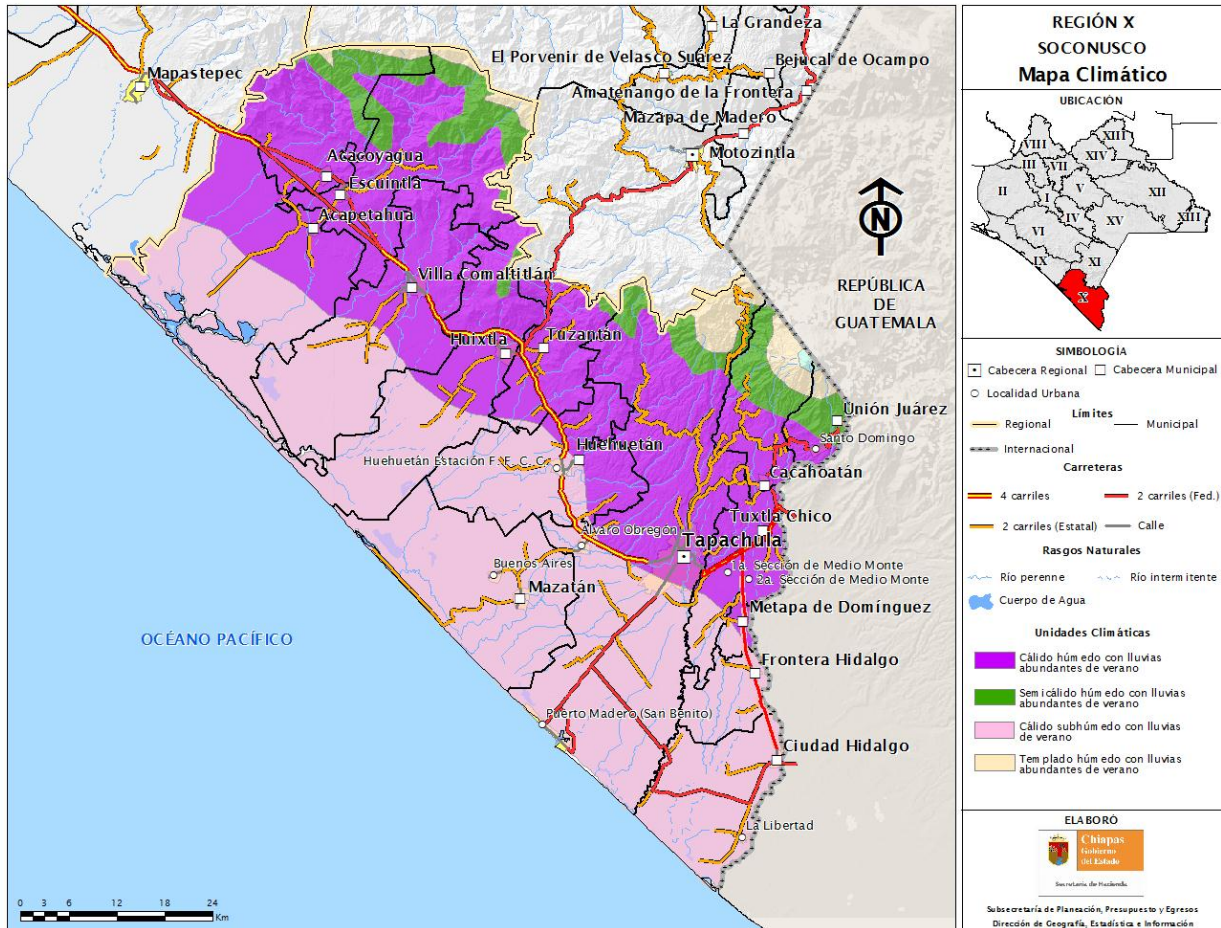 La Grandeza
El Porvenir de Velasco Suárez
Bejucal de Ocampo
Mapastepec
Amatenango de la Frontera
Mazapa de Madero
Motozintla
Acacoyagua
Escuintla
Acapetahua
N
Villa Comaltitlán
REPÚBLICA
DE
GUATEMALA
Huixtla
Tuzantán
Unión Juárez
Santo Domingo
Huehuetán
Huehuetán Estación F. F. C. C.
Cacahoatán
Tuxtla Chico
Álvaro Obregón
Tapachula
Buenos Aires
1a. Sección de Medio Monte
2a. Sección de Medio Monte
Mazatán
Metapa de Domínguez
OCÉANO PACÍFICO
Frontera Hidalgo
Puerto Madero (San Benito)
Ciudad Hidalgo
La Libertad
0 3 6 12 18 24
Km
REGIÓN X
SOCONUSCO
Mapa Climático
UBICACIÓN
VIII
XIII
III
VII
XIV
II
I
V
XII
IV
VI
XV
XIII
IX
XI
X
SIMBOLOGÍA
Cabecera Regional
Cabecera Municipal
Localidad Urbana
Límites
Regional
Municipal
Internacional
Carreteras
4 carriles
2 carriles (Fed.)
2 carriles (Estatal)
Calle
Rasgos Naturales
Río perenne
Río intermitente
Cuerpo de Agua
Unidades Climáticas
Cálido húmedo con lluvias
abundantes de verano
Semicálido húmedo con lluvias
abundantes de verano
Cálido subhúmedo con lluvias
de verano
Templado húmedo con lluvias
abundantes de verano
ELABORÓ
Chiapas
Gobierno
del Estado
Secretaría de Hacienda
Subsecretaría de Planeación, Presupuesto y Egresos
Dirección de Geografía, Estadística e Información